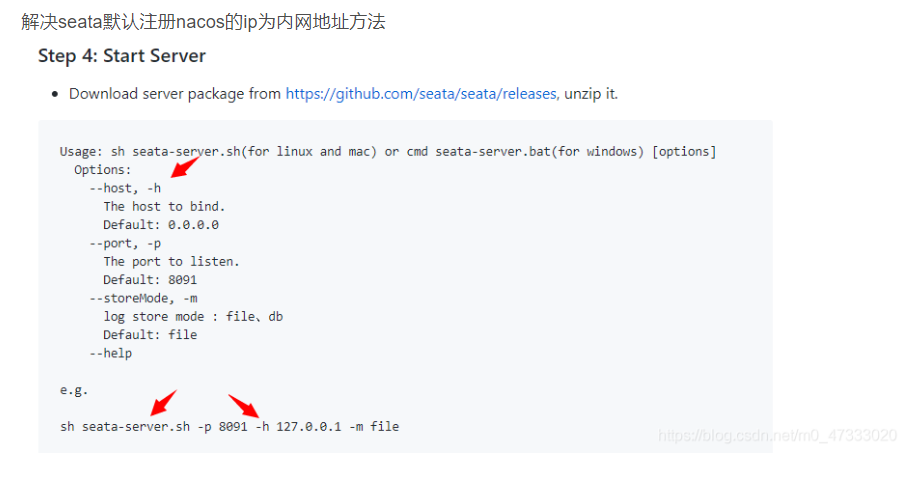 解决seata默认注册nacos的ip为内网地址方法
Step 4: Start Server
• Download server package from https://github.com/seata/seata/releases, unzip it.
Usage: sh seata-server.sh(for linux and mac) or cmd seata-server.bat(for windows) [options]
Options:
--host, -h
The host to bind.
Default: 0.0.0.0
--port, -p
The port to listen.
Default: 8091
--storeMode, -m
log store mode : file、db
Default: file
--help
e.g.
sh seata-server.sh -p 8091 -h 127.0.0.1 -m file
https://blog.csdn.net/m0_47333020